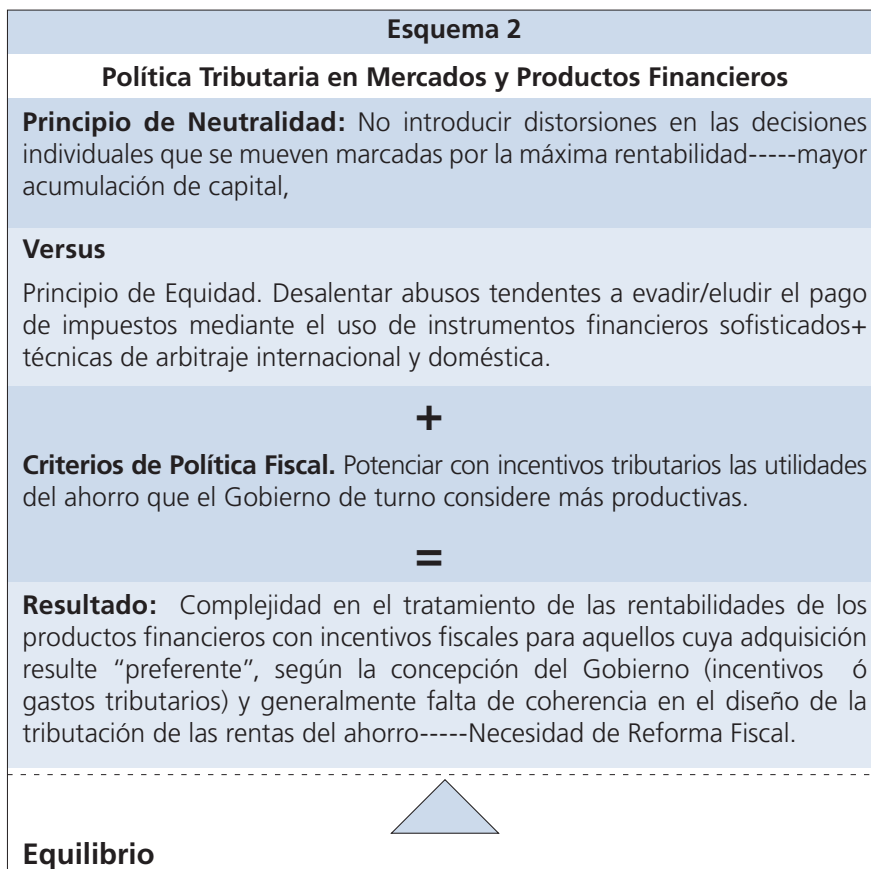 Esquema 2
Política Tributaria en Mercados y Productos Financieros
Principio de Neutralidad: No introducir distorsiones en las decisiones
individuales que se mueven marcadas por la máxima rentabilidad-----mayor
acumulación de capital,
Versus
Principio de Equidad. Desalentar abusos tendentes a evadir/eludir el pago
de impuestos mediante el uso de instrumentos financieros sofisticados+
técnicas de arbitraje internacional y doméstica.
+
Criterios de Política Fiscal. Potenciar con incentivos tributarios las utilidades
del ahorro que el Gobierno de turno considere más productivas.
=
Resultado: Complejidad en el tratamiento de las rentabilidades de los
productos financieros con incentivos fiscales para aquellos cuya adquisición
resulte “preferente”, según la concepción del Gobierno (incentivos ó
gastos tributarios) y generalmente falta de coherencia en el diseño de la
tributación de las rentas del ahorro-----Necesidad de Reforma Fiscal.
Equilibrio